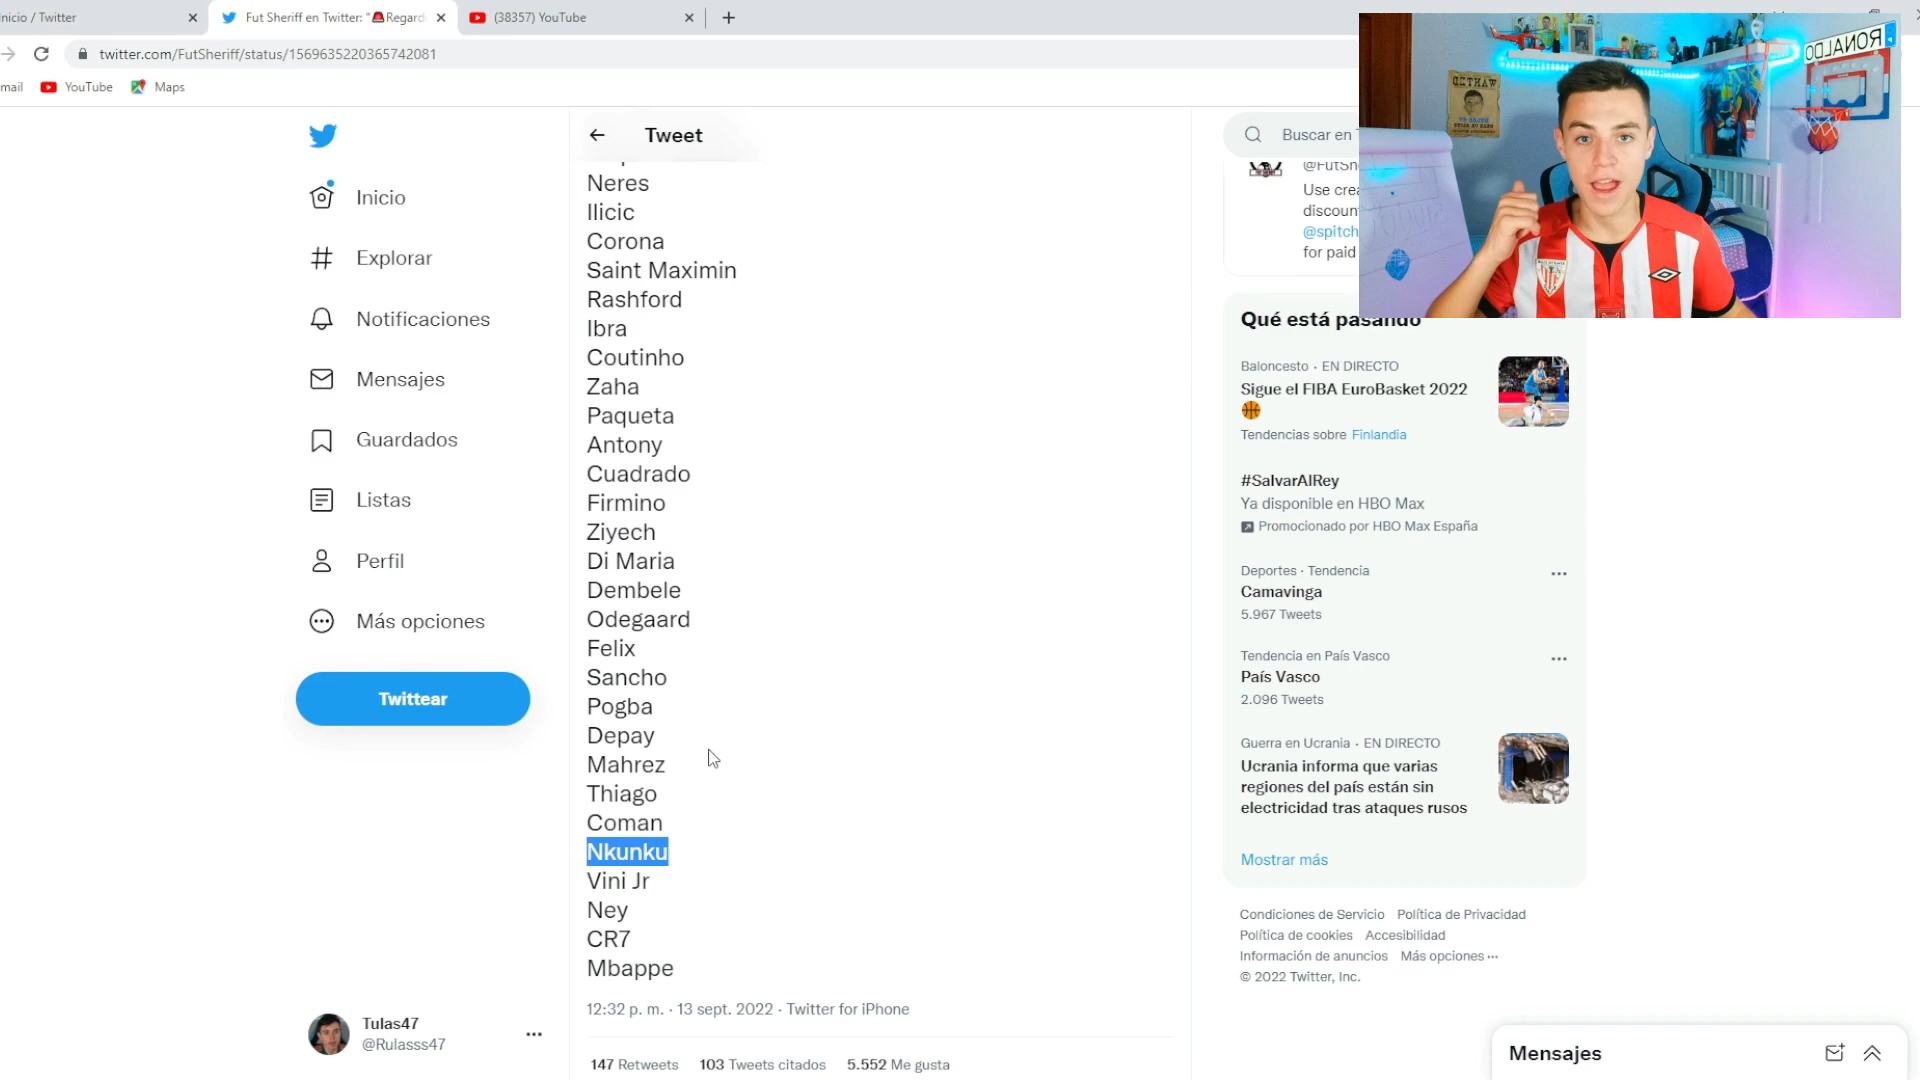 nicio / Twitter
Fut Sheriff en Twitter: "🚨Regard
(38357) YouTube
twitter.com/FutSheriff/status/1569635220365742081
mail
YouTube
Maps
Inicio
Explorar
Notificaciones
Mensajes
Guardados
Listas
Perfil
Más opciones
Twittear
Tulas47
@Rulasss47
Tweet
Neres
Ilicic
Corona
Saint Maximin
Rashford
Ibra
Coutinho
Zaha
Paqueta
Antony
Cuadrado
Firmino
Ziyech
Di Maria
Dembele
Odegaard
Felix
Sancho
Pogba
Depay
Mahrez
Thiago
Coman
Nkunku
Vini Jr
Ney
CR7
Mbappe
12:32 p. m. · 13 sept. 2022 · Twitter for iPhone
147 Retweets 103 Tweets citados 5.552 Me gusta
Buscar en
@FutSh
Use crea
discoun
@spitch
for paid
WANTED
RONALDO
Qué está pasando
Baloncesto · EN DIRECTO
Sigue el FIBA EuroBasket 2022
🏀
Tendencias sobre Finlandia
#SalvarAlRey
Ya disponible en HBO Max
Promocionado por HBO Max España
Deportes · Tendencia
Camavinga
5.967 Tweets
Tendencia en País Vasco
País Vasco
2.096 Tweets
Guerra en Ucrania · EN DIRECTO
Ucrania informa que varias
regiones del país están sin
electricidad tras ataques rusos
Mostrar más
Condiciones de Servicio Política de Privacidad
Política de cookies Accesibilidad
Información de anuncios Más opciones ···
© 2022 Twitter, Inc.
Mensajes